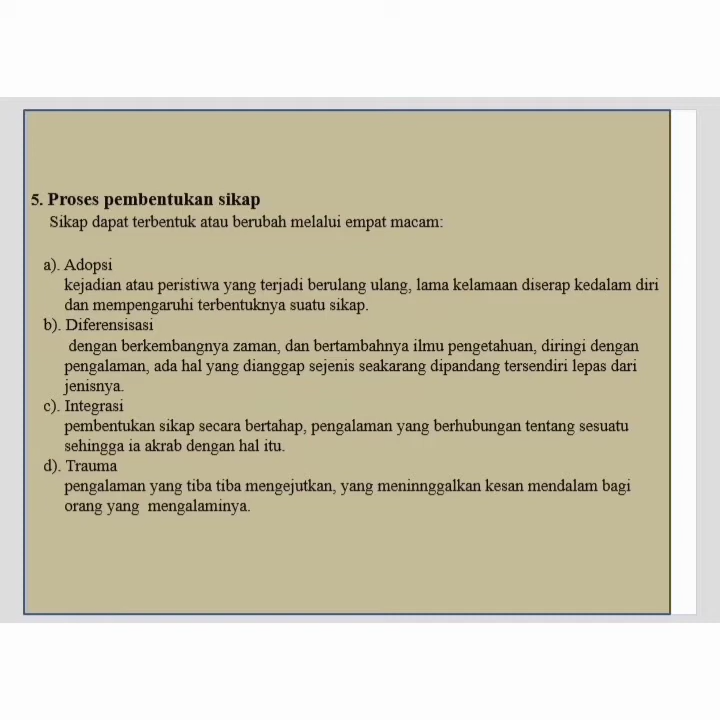 5. Proses pembentukan sikap
Sikap dapat terbentuk atau berubah melalui empat macam:
a). Adopsi
kejadian atau peristiwa yang terjadi berulang ulang, lama kelamaan diserap kedalam diri
dan mempengaruhi terbentuknya suatu sikap.
b). Diferensisasi
dengan berkembangnya zaman, dan bertambahnya ilmu pengetahuan, diringi dengan
pengalaman, ada hal yang dianggap sejenis seakarang dipandang tersendiri lepas dari
jenisnya.
c). Integrasi
pembentukan sikap secara bertahap, pengalaman yang berhubungan tentang sesuatu
sehingga ia akrab dengan hal itu.
d). Trauma
pengalaman yang tiba tiba mengejutkan, yang meninnggalkan kesan mendalam bagi
orang yang  mengalaminya.